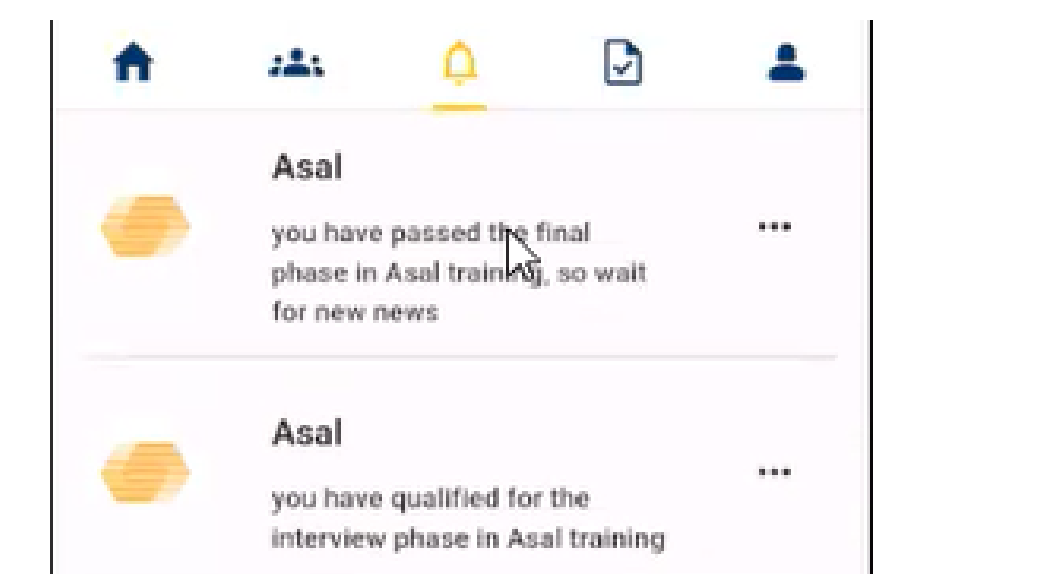 Asal
you have passed the final
phase in Asal training, so wait
for new news
Asal
you have qualified for the
interview phase in Asal training